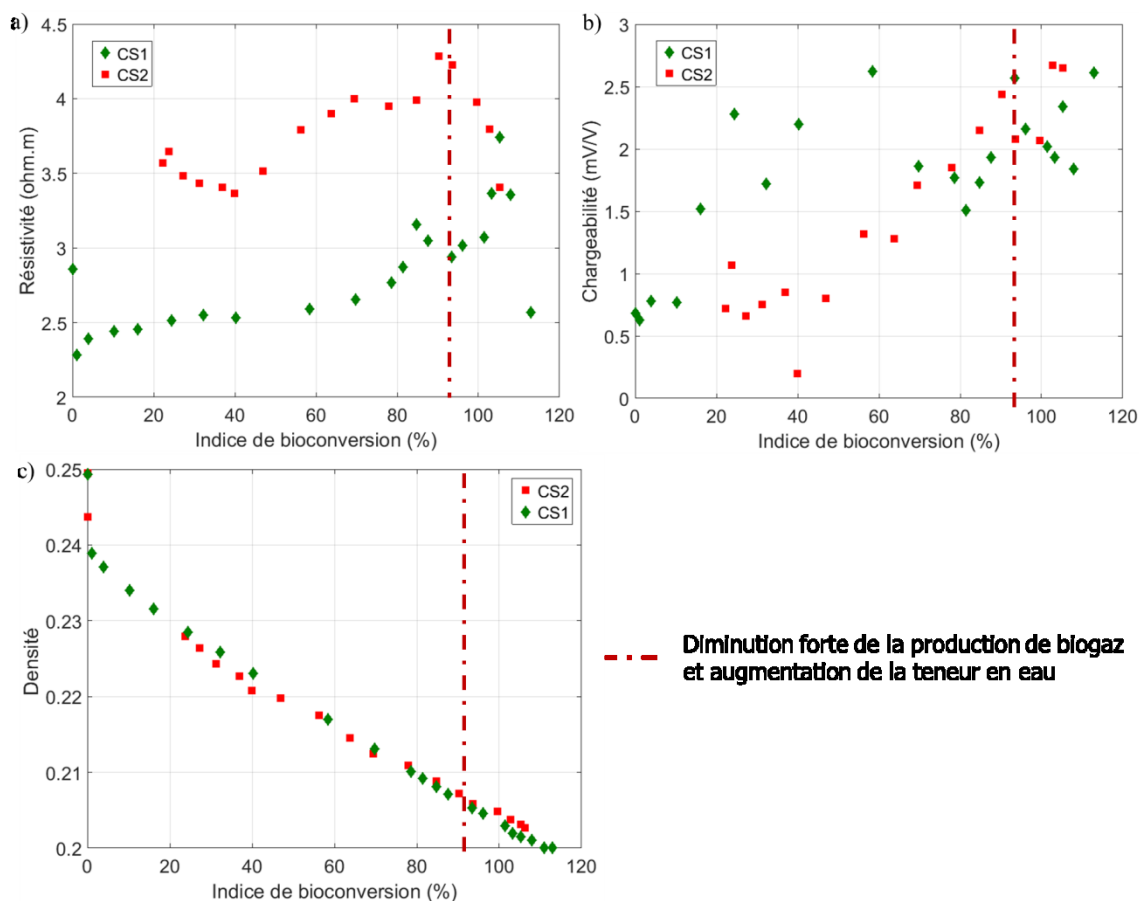 a)
4.5
4
3.5
3
2.5
2
Résistivité (ohm.m)
CS1
CS2
0 20 40 60 80 100 120
Indice de bioconversion (%)
b)
3
2.5
2
1.5
1
0.5
0
Chargeabilité (mV/V)
CS1
CS2
0 20 40 60 80 100 120
Indice de bioconversion (%)
c)
0.25
0.24
0.23
0.22
0.21
0.2
Densité
CS2
CS1
0 20 40 60 80 100 120
Indice de bioconversion (%)
Diminution forte de la production de biogaz
et augmentation de la teneur en eau